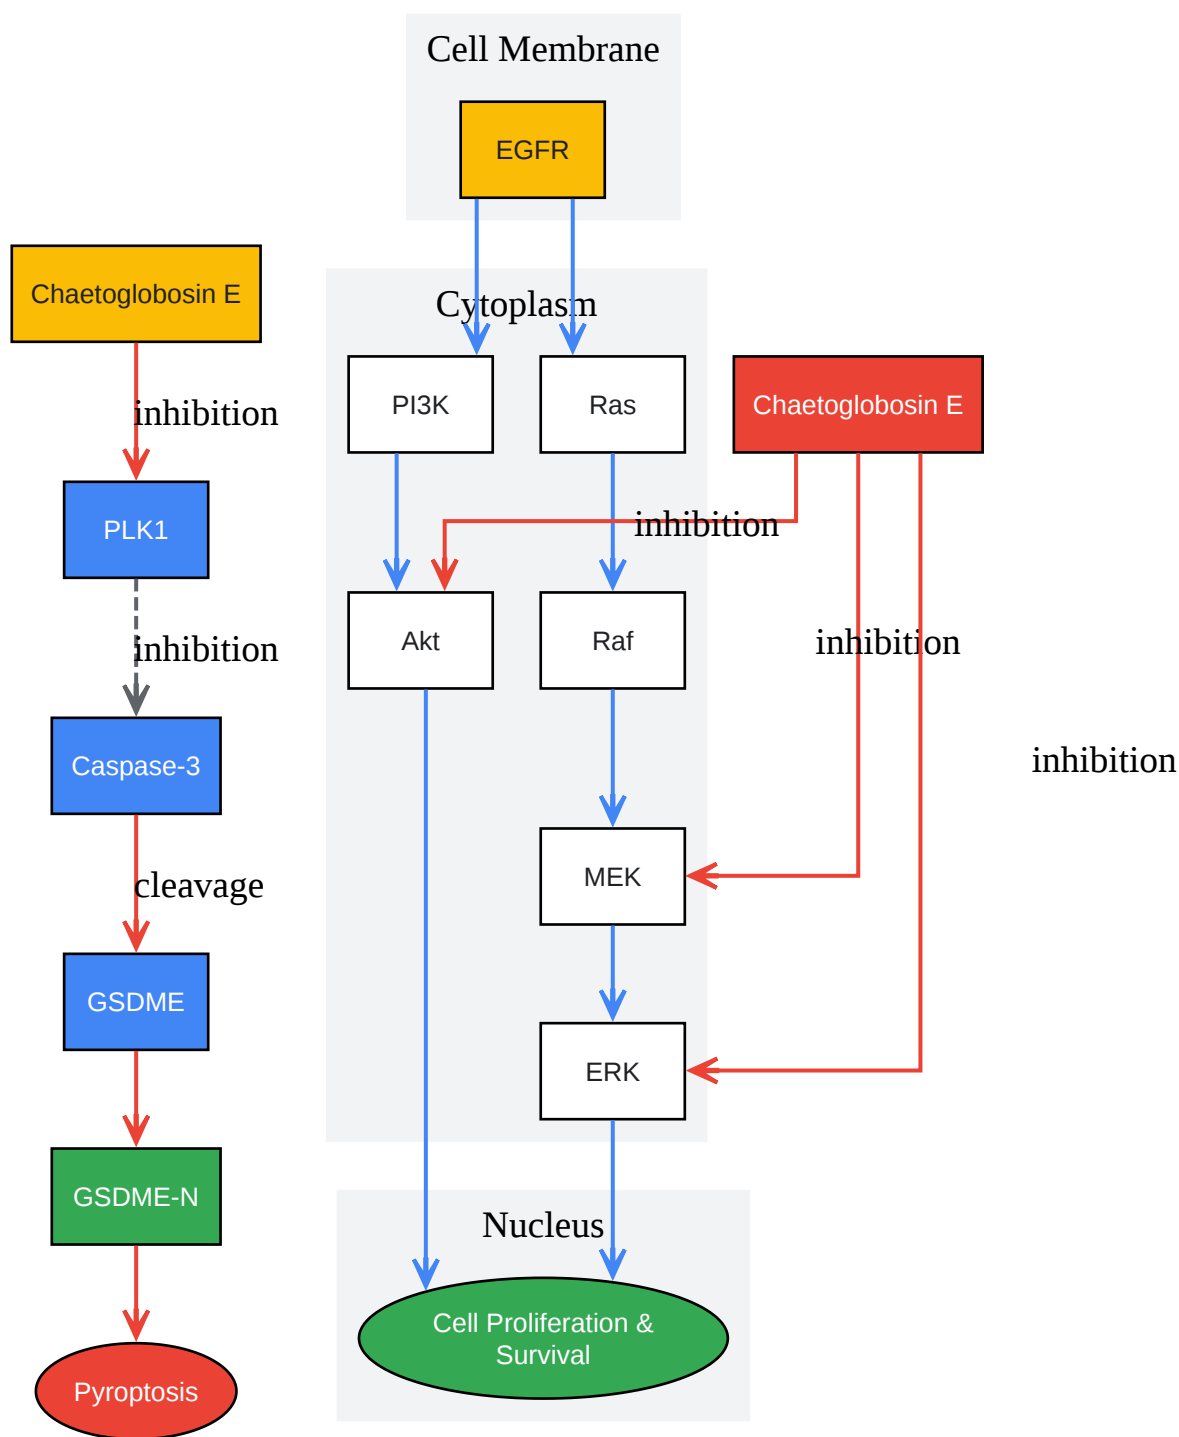 Cell Membrane
EGFR
Chaetoglobosin E
Cytoplasm
PI3K
Ras
Chaetoglobosin E
inhibition
PLK1
inhibition
Akt
Raf
inhibition
inhibition
Caspase-3
inhibition
MEK
cleavage
GSDME
ERK
GSDME-N
Nucleus
Cell Proliferation &
Survival
Pyroptosis